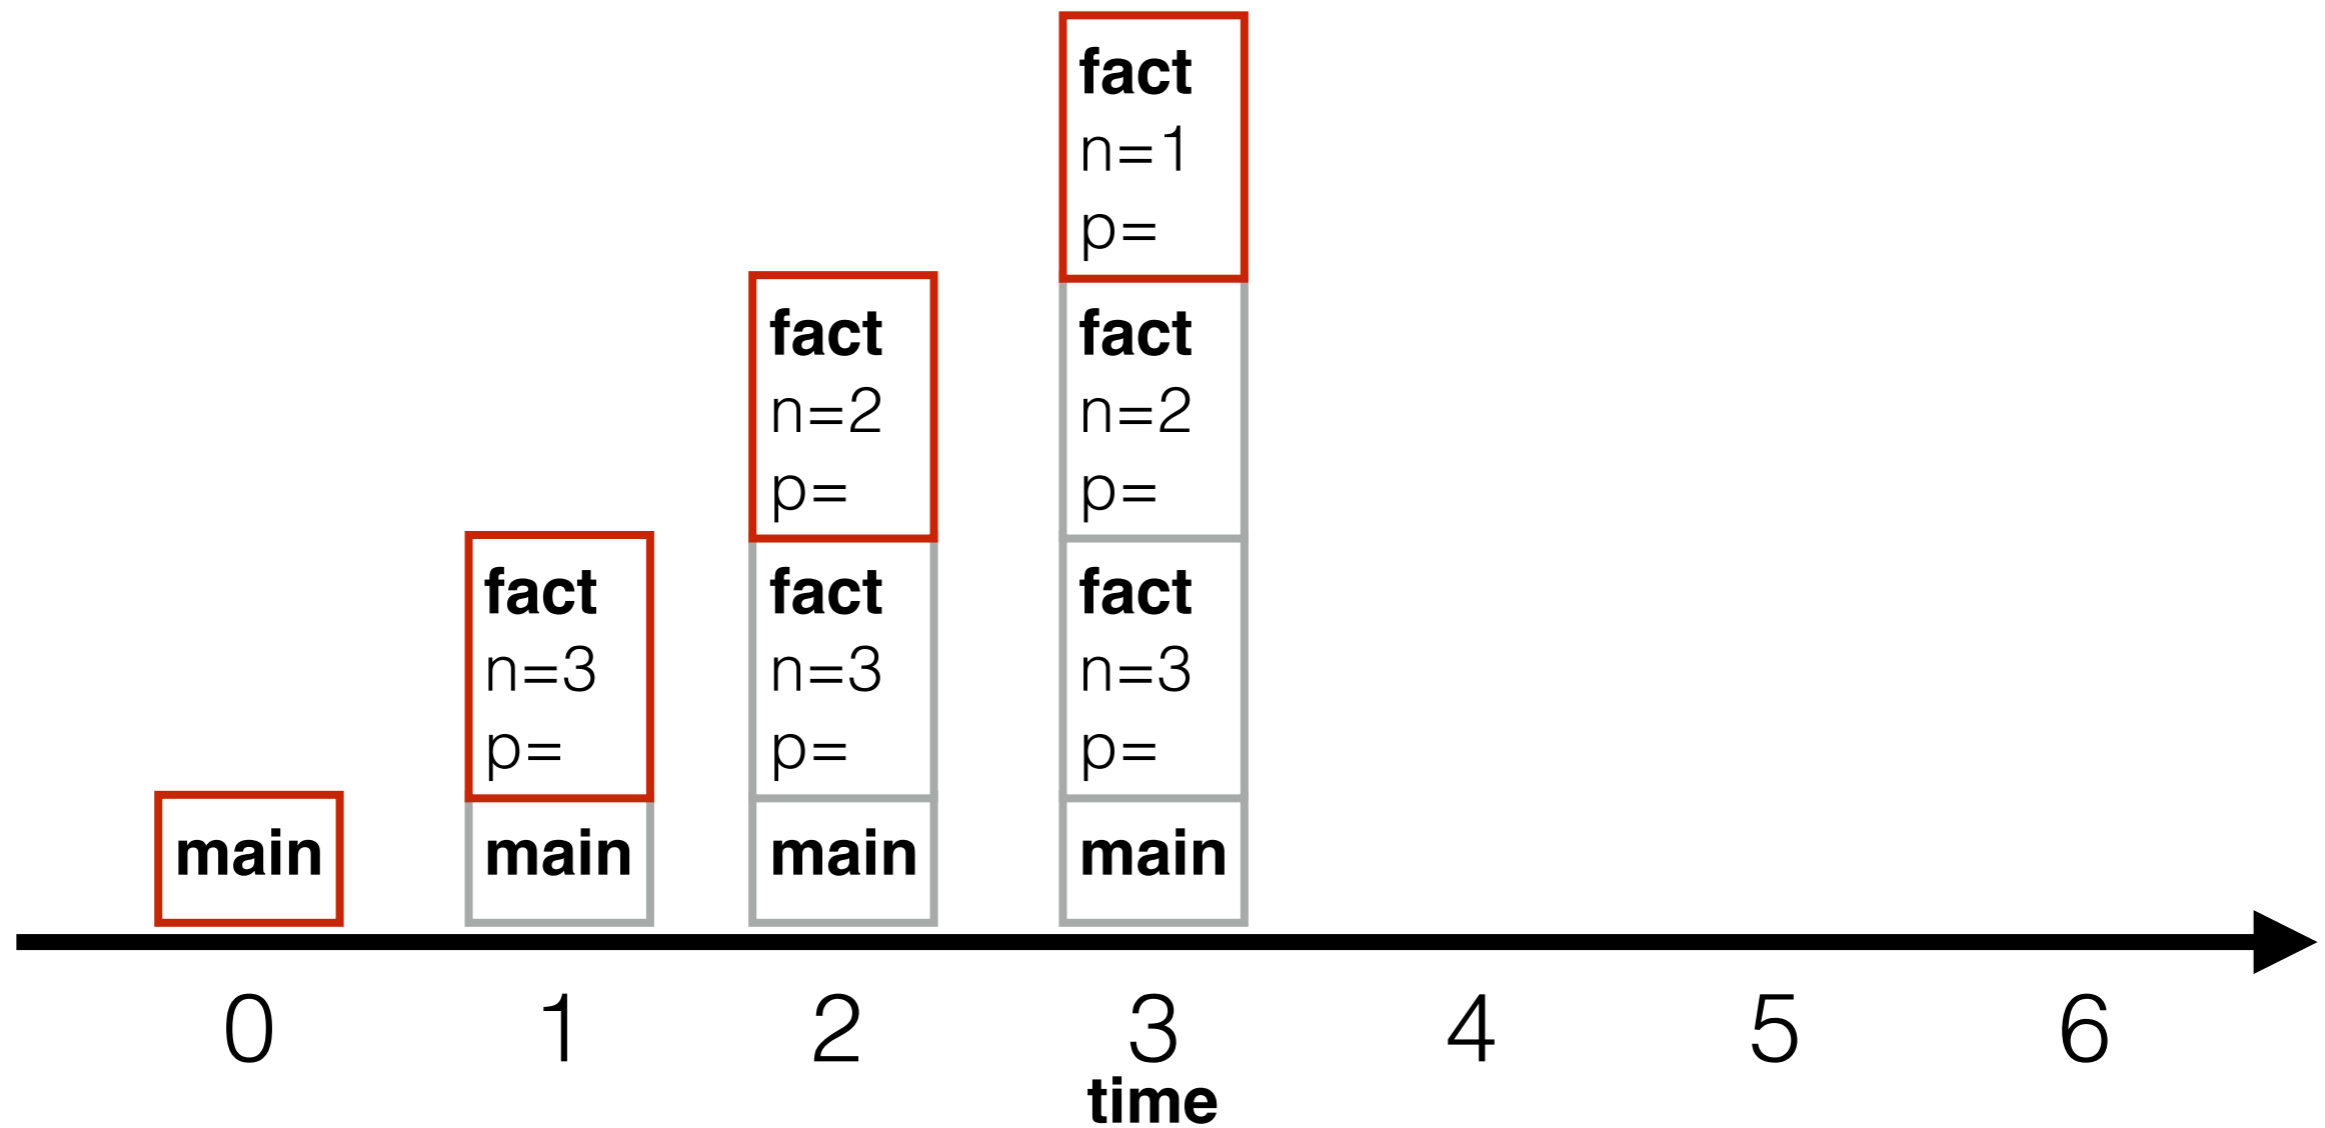 main
fact
n=3
p=
main
fact
n=2
p=
fact
n=3
p=
main
fact
n=1
p=
fact
n=2
p=
fact
n=3
p=
main
0 1 2 3 4 5 6
time